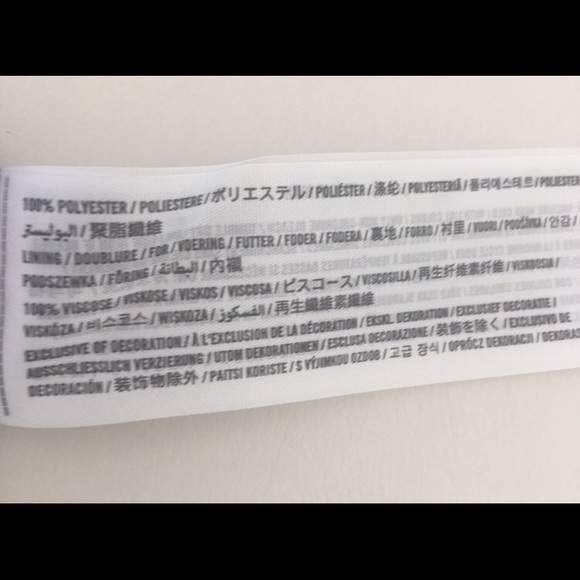 100% POLYESTER / POLIESTERE / ポリエステル / POLIÉSTER / 涤纶 / POLYESTERIÄ / 폴리에스테르 / POLIESTER
البوليستر / 聚脂纖維
LINING / DOUBLURE / FOR / VOERING / FUTTER / FODER / FODERA / 裏地 / FORRO / 衬里 / VUORI / PODŠÍVKA / 안감 /
PODSZEWKA / FÔRING / البطانة / 內襯
100% VISCOSE / VISKOSE / VISKOS / VISCOSA / ビスコース / VISCOSILLA / 再生纤维素纤维 / VISKOOSIA /
VISKÓZA / 비스코스 / WISKOZA / الفسكوز / 再生纖維素纖維
EXCLUSIVE OF DECORATION / À L'EXCLUSION DE LA DÉCORATION / EKSKL. DEKORATION / EXCLUSIEF DECORATIE /
AUSSCHLIESSLICH VERZIERUNG / UTOM DEKORATIONEN / ESCLUSA DECORAZIONE / 装飾を除く / EXCLUSIVO DE
DECORACIÓN / 装饰物除外 / PAITSI KORISTE / S VÝJIMKOU OZDOB / 고급 장식 / OPRÓCZ DEKORACJI /